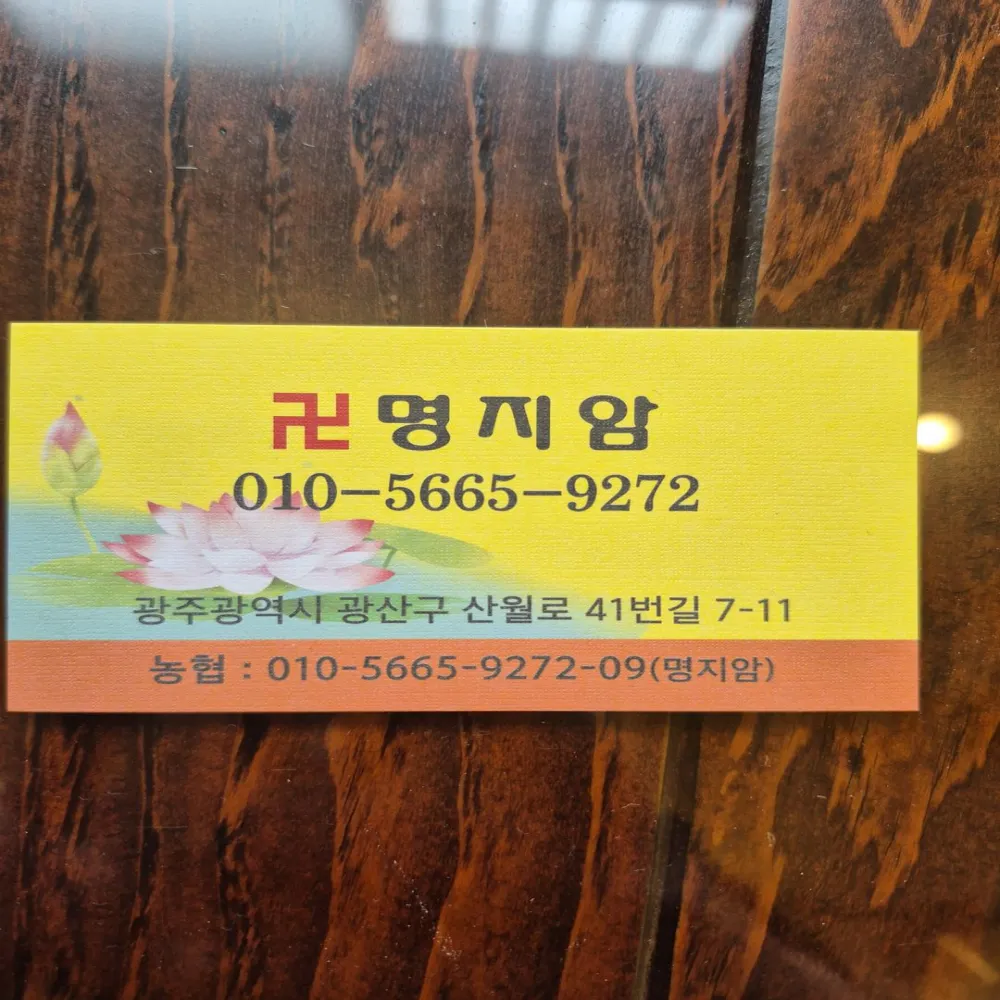 卍 명지암
010-5665-9272
광주광역시 광산구 산월로 41번길 7-11
농협 : 010-5665-9272-09(명지암)